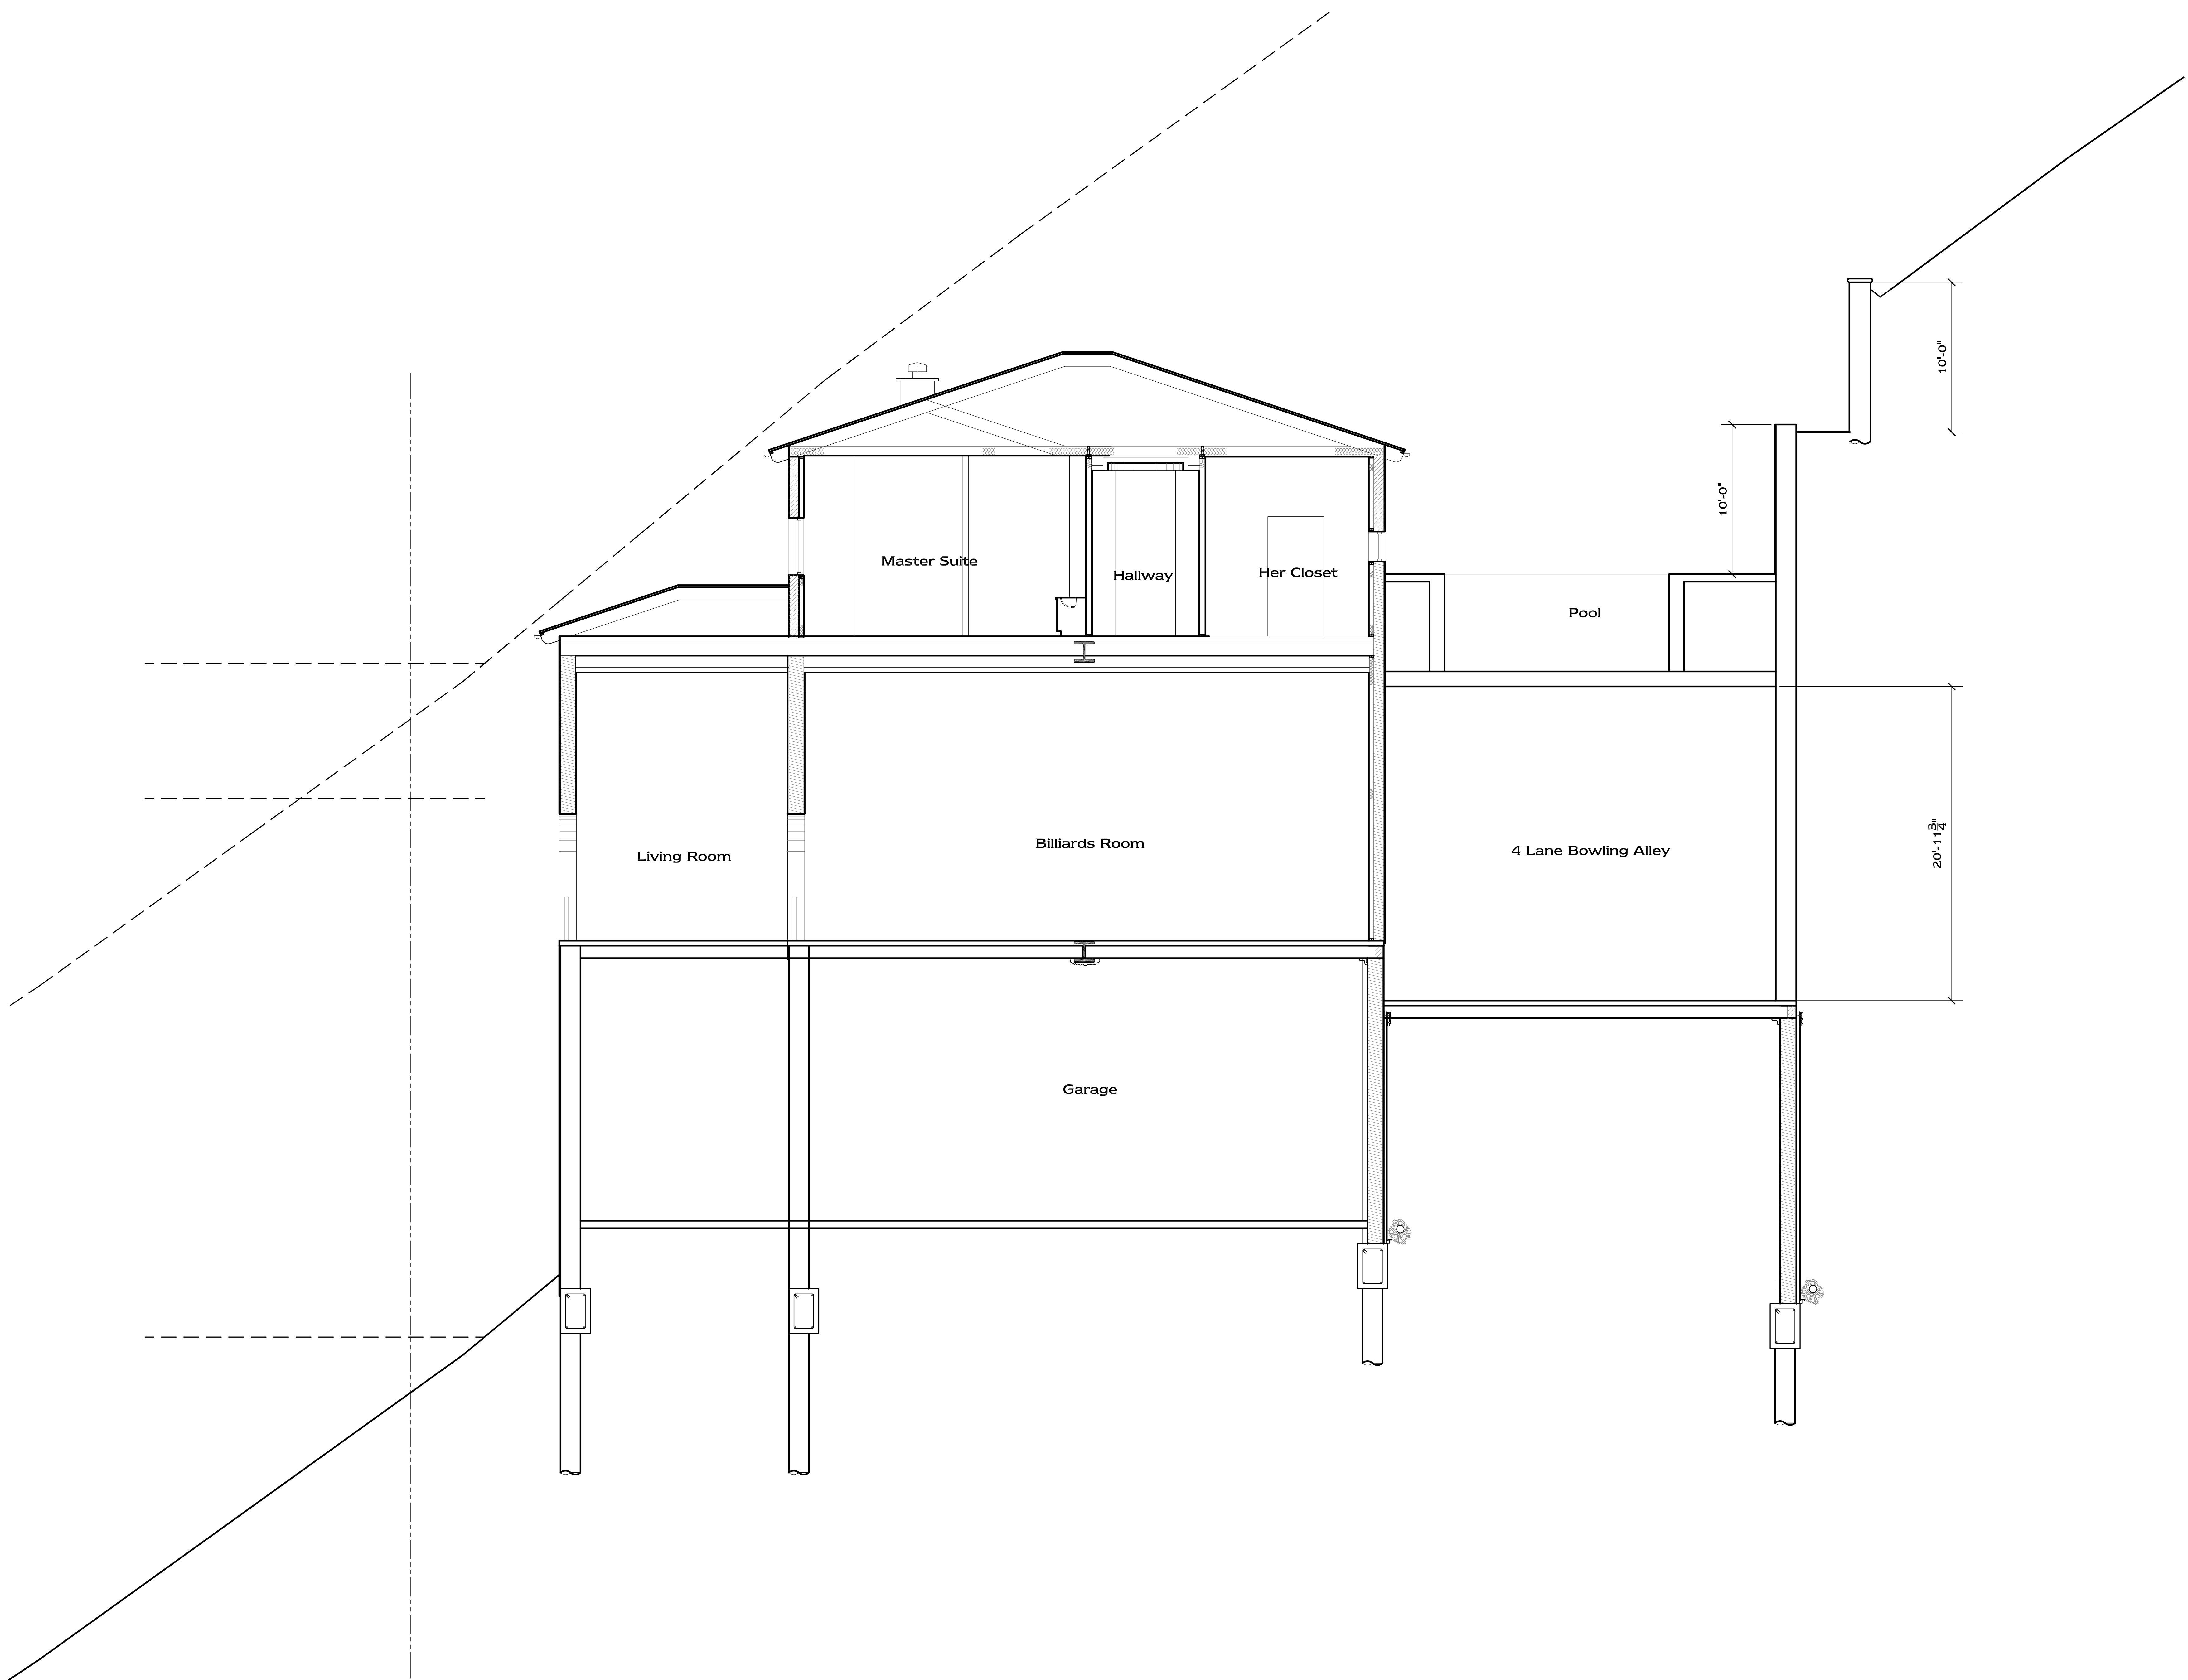 10'-0"
10'-0"
Master Suite
Hallway
Her Closet
Pool
Living Room
Billiards Room
4 Lane Bowling Alley
20'-11 3/4"
Garage